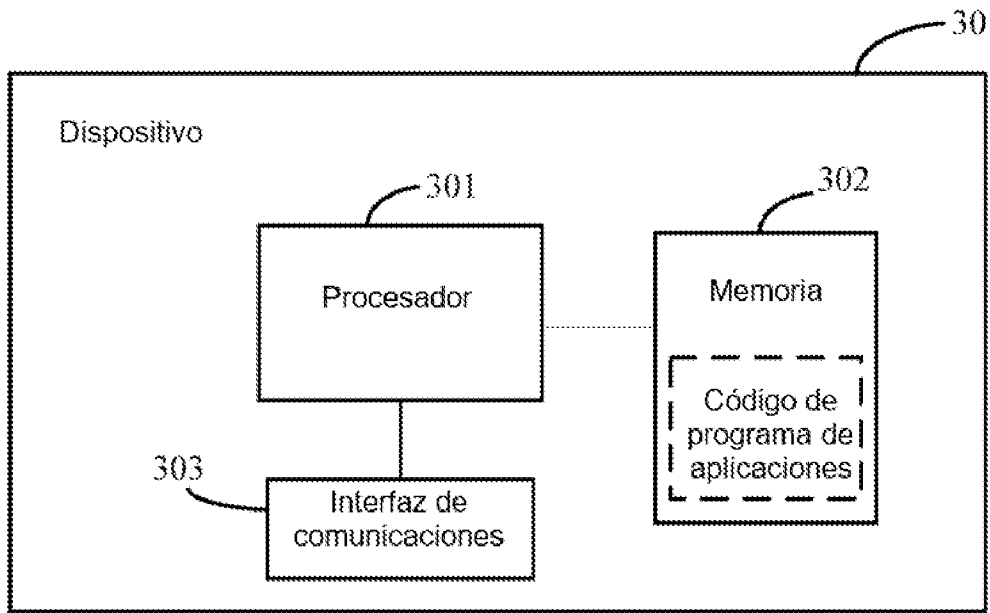 30
Dispositivo
301
302
Procesador
Memoria
Código de
programa de
aplicaciones
303
Interfaz de
comunicaciones